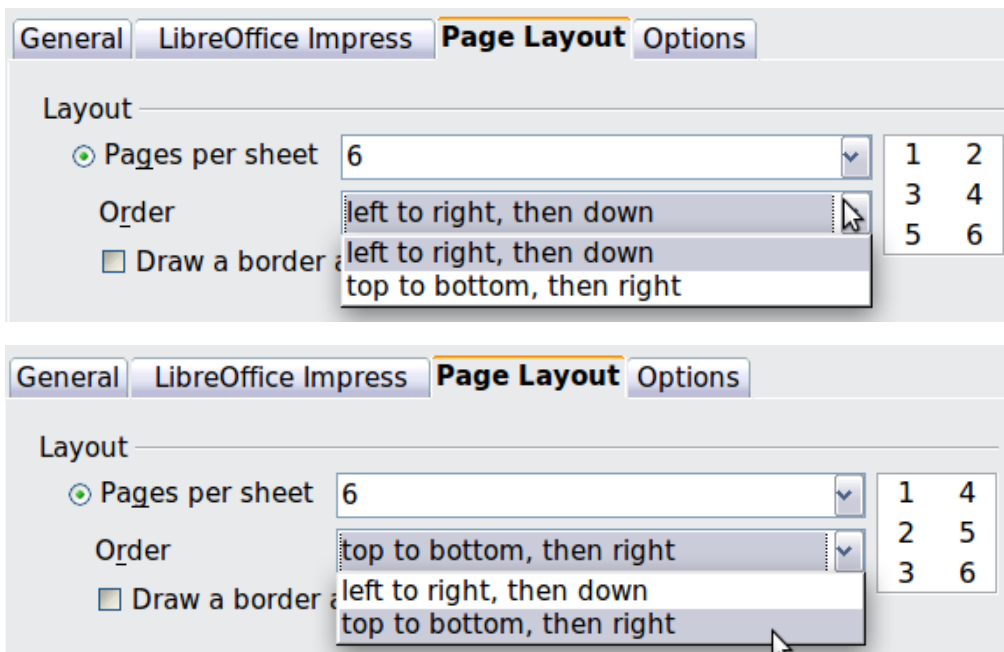 General LibreOffice Impress Page Layout Options
Layout
Pages per sheet 6
1 2
3 4
5 6
Order left to right, then down
left to right, then down
top to bottom, then right
Draw a border
General LibreOffice Impress Page Layout Options
Layout
Pages per sheet 6
1 4
2 5
3 6
Order top to bottom, then right
left to right, then down
top to bottom, then right
Draw a border